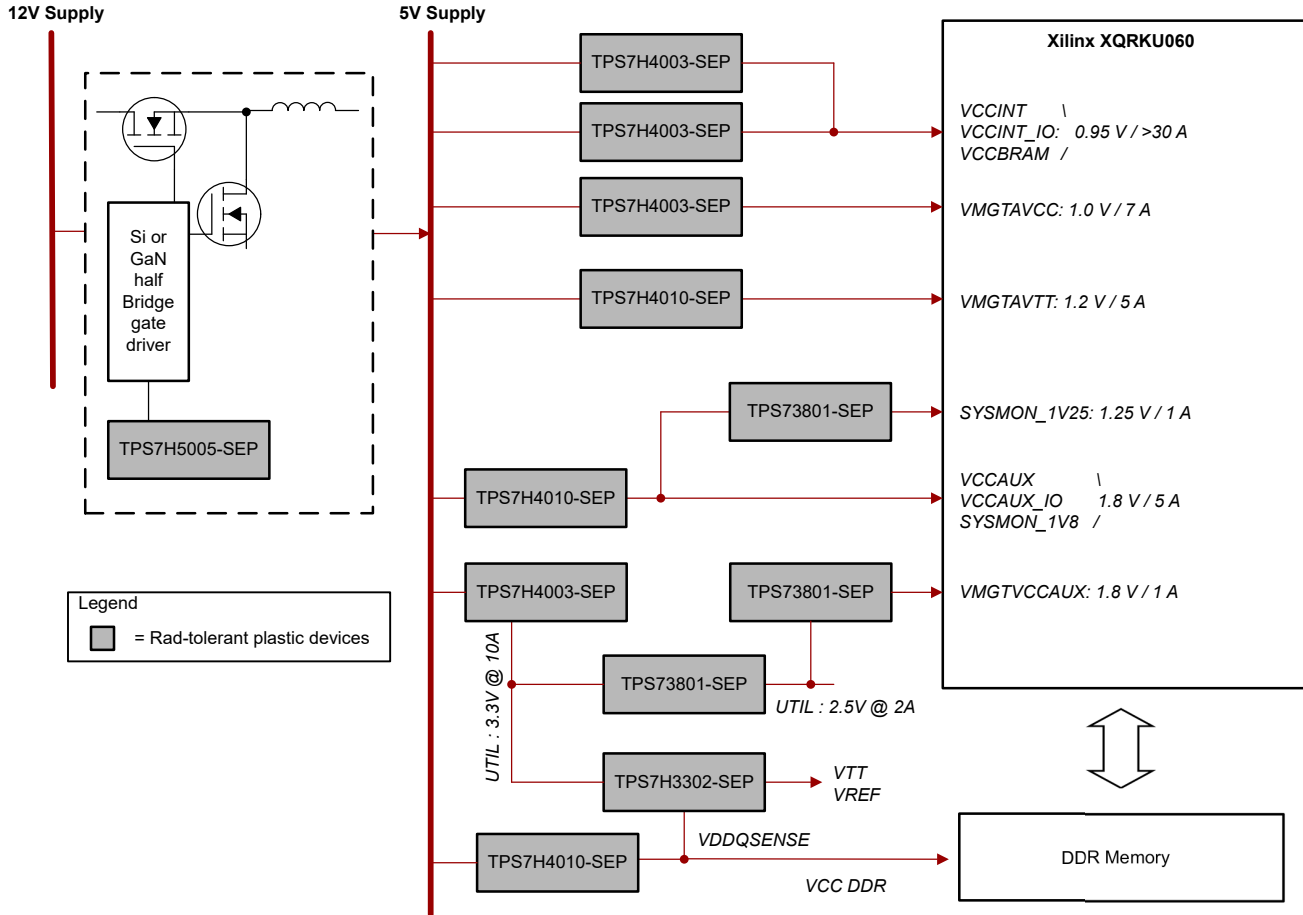 12V Supply
5V Supply
Xilinx XQRKU060
TPS7H4003-SEP
TPS7H4003-SEP
VCCINT \
VCCINT_IO: 0.95 V / >30 A
VCCBRAM /
TPS7H4003-SEP
VMGTAVCC: 1.0 V / 7 A
Si or
GaN
half
Bridge
gate
driver
TPS7H4010-SEP
VMGTAVTT: 1.2 V / 5 A
TPS73801-SEP
SYSMON_1V25: 1.25 V / 1 A
TPS7H5005-SEP
TPS7H4010-SEP
VCCAUX \
VCCAUX_IO 1.8 V / 5 A
SYSMON_1V8 /
TPS7H4003-SEP
TPS73801-SEP
VMGTVCCAUX: 1.8 V / 1 A
Legend
= Rad-tolerant plastic devices
UTIL : 3.3V @ 10A
TPS73801-SEP
UTIL : 2.5V @ 2A
TPS7H3302-SEP
VTT
VREF
VDDQSENSE
TPS7H4010-SEP
VCC DDR
DDR Memory